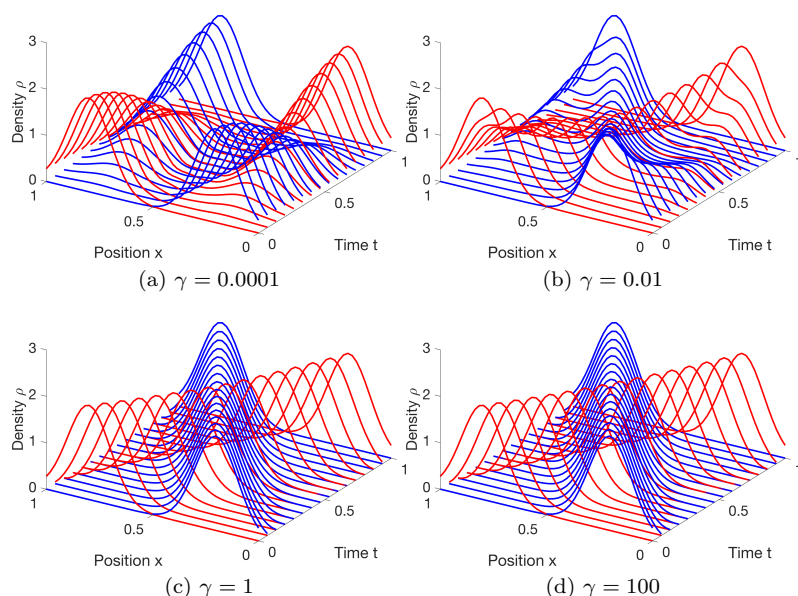 3
2
1
0
Density ρ
1
0.5
0
Position x
0
0.5
1
Time t
(a) γ = 0.0001
3
2
1
0
Density ρ
1
0.5
0
Position x
0
0.5
1
Time t
(b) γ = 0.01
3
2
1
0
Density ρ
1
0.5
0
Position x
0
0.5
1
Time t
(c) γ = 1
3
2
1
0
Density ρ
1
0.5
0
Position x
0
0.5
Time t
(d) γ = 100